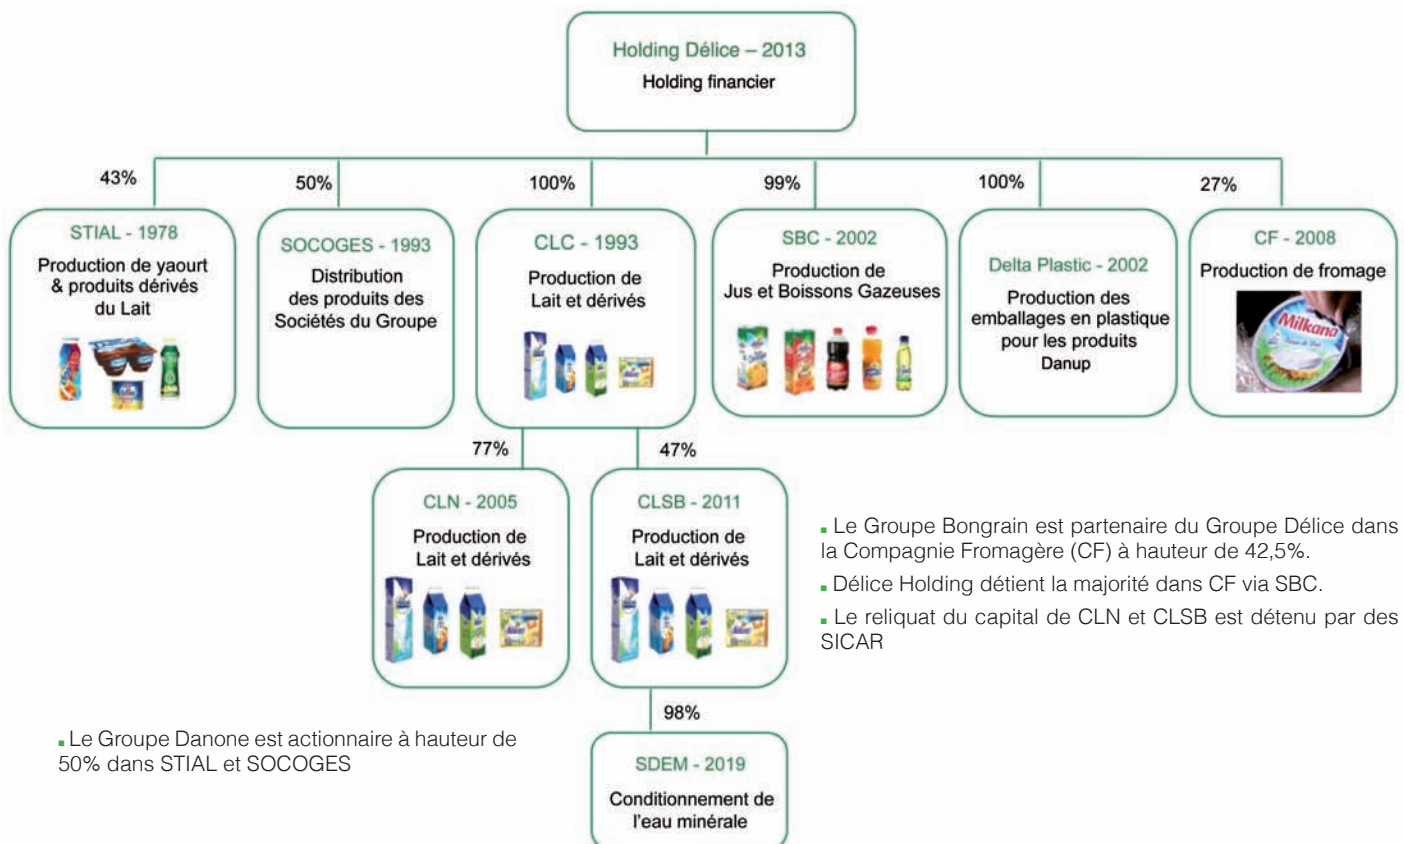 Holding Délice – 2013
Holding financier
43%
50%
100%
99%
100%
27%
STIAL - 1978
Production de yaourt
& produits dérivés
du Lait
SOCOGES - 1993
Distribution
des produits des
Sociétés du Groupe
CLC - 1993
Production de
Lait et dérivés
SBC - 2002
Production de
Jus et Boissons Gazeuses
Delta Plastic - 2002
Production des
emballages en plastique
pour les produits
Danup
CF - 2008
Production de fromage
Milkana
77%
47%
CLN - 2005
Production de
Lait et dérivés
CLSB - 2011
Production de
Lait et dérivés
▪ Le Groupe Bongrain est partenaire du Groupe Délice dans
la Compagnie Fromagère (CF) à hauteur de 42,5%.
▪ Délice Holding détient la majorité dans CF via SBC.
▪ Le reliquat du capital de CLN et CLSB est détenu par des
SICAR
98%
▪ Le Groupe Danone est actionnaire à hauteur de
50% dans STIAL et SOCOGES
SDEM - 2019
Conditionnement de
l'eau minérale